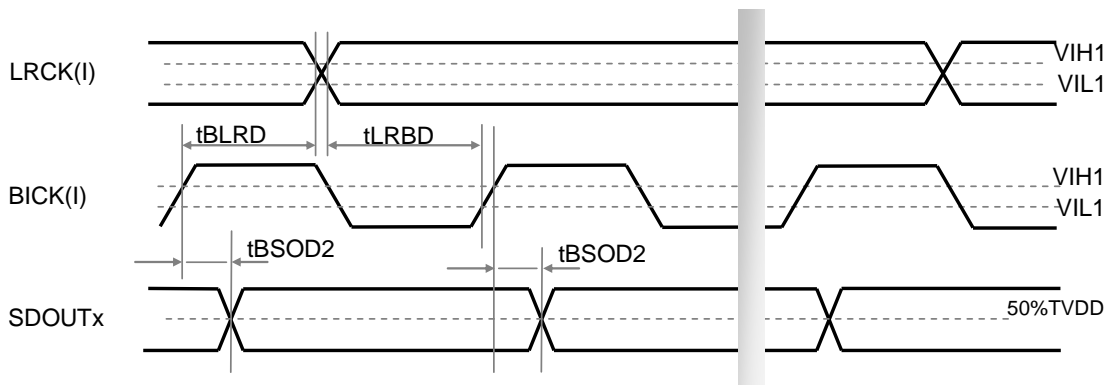 LRCK(I)
VIH1
VIL1
tBLRD
tLRBD
BICK(I)
VIH1
VIL1
tBSOD2
tBSOD2
SDOUTx
50%TVDD